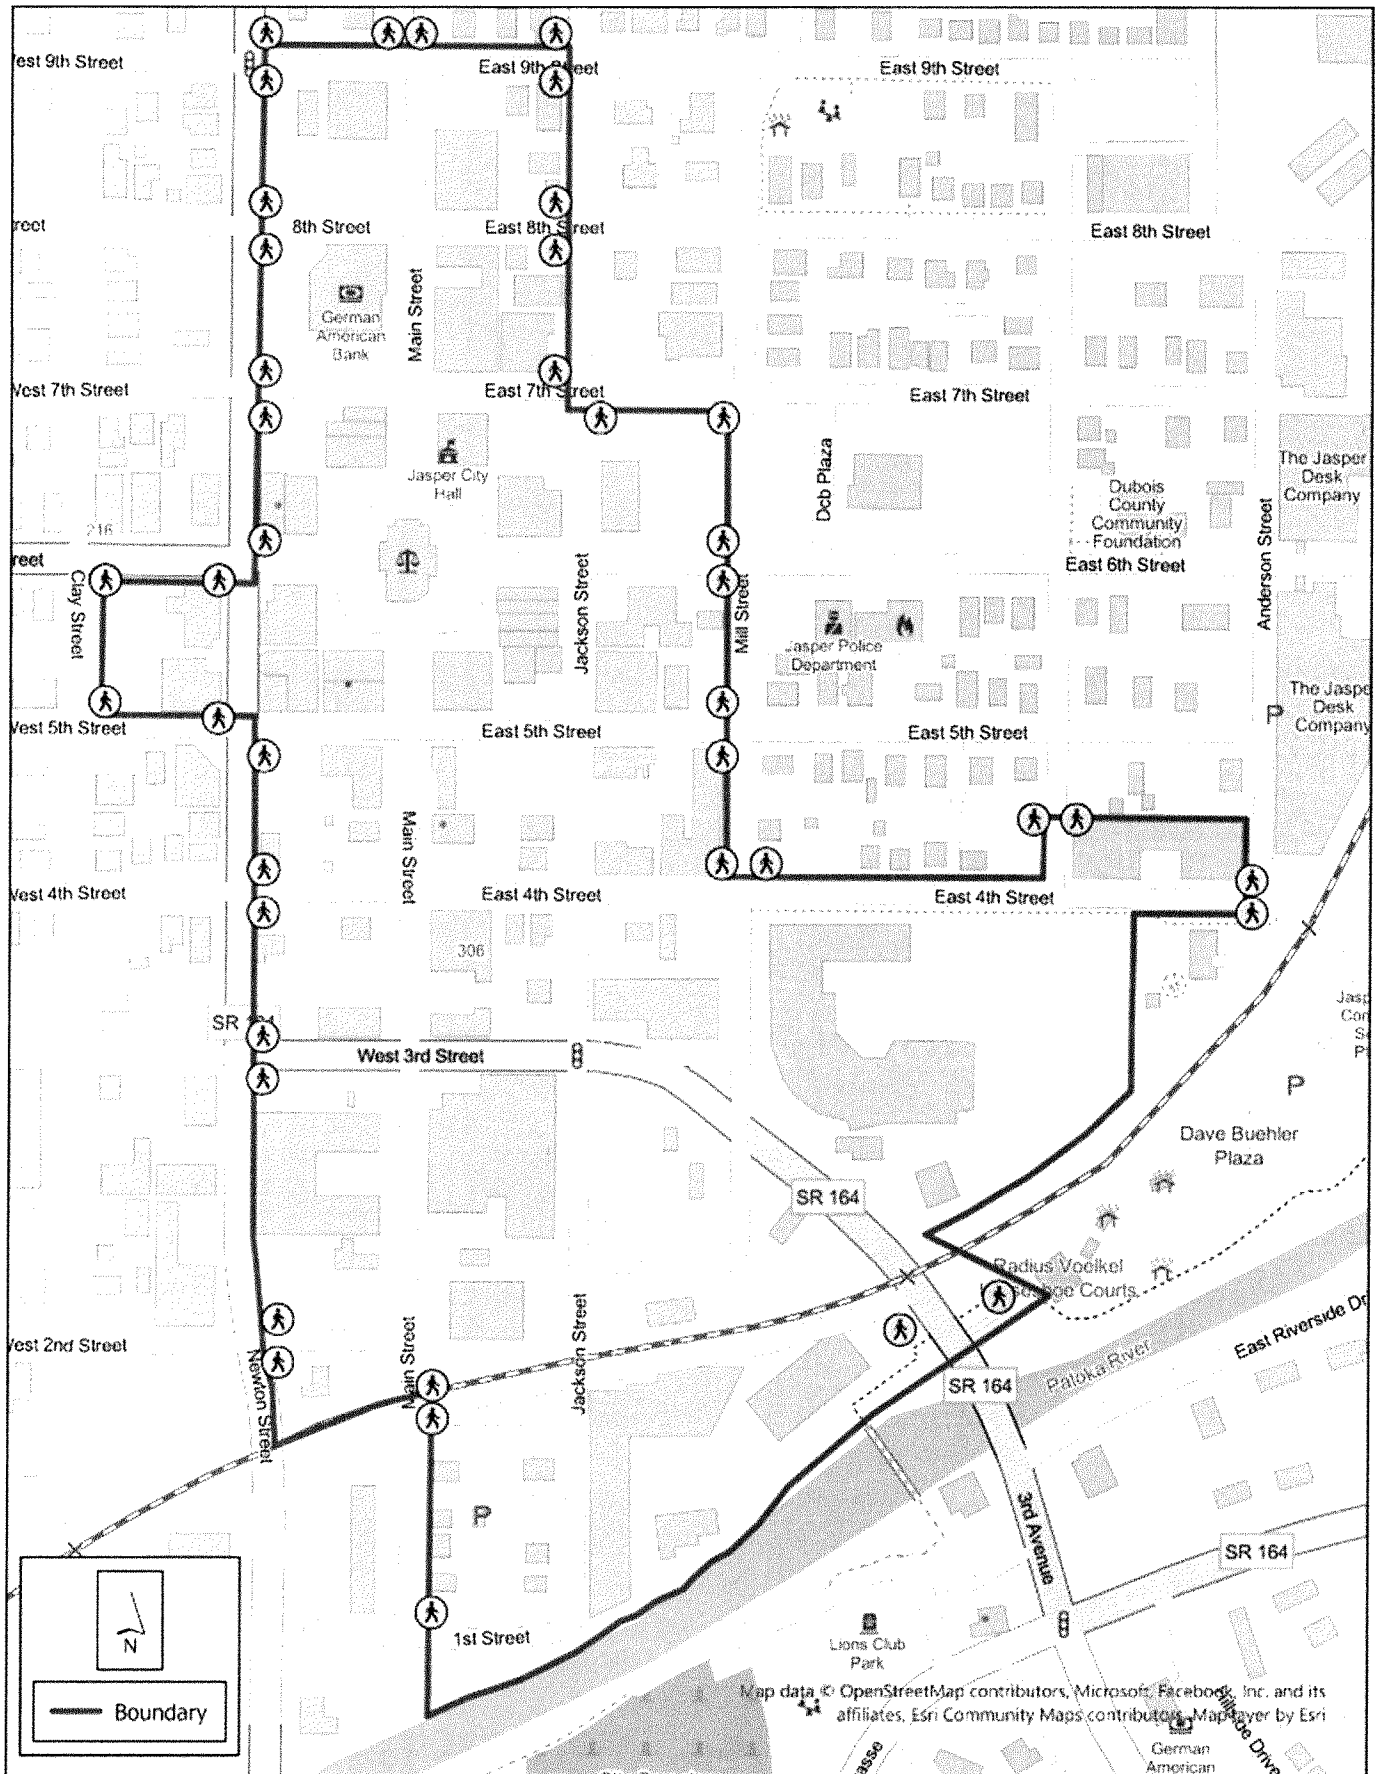 East 9th Street
East 9th Street
8th Street
East 8th Street
East 8th Street
Main Street
German
American
Bank
West 7th Street
East 7th Street
East 7th Street
Jasper City
Hall
Dcb Plaza
The Jasper
Desk
Company
Dubois
County
Community
Foundation
216
East 6th Street
Anderson Street
Clay Street
Jackson Street
Mill Street
Jasper Police
Department
The Jaspe
Desk
Company
P
West 5th Street
East 5th Street
East 5th Street
Main Street
West 4th Street
East 4th Street
East 4th Street
306
SR
West 3rd Street
P
Dave Buehler
Plaza
SR 164
Radius Voelkel
Courts
East Riverside Dr
West 2nd Street
Newton Street
Main Street
Jackson Street
SR 164
Patoka River
P
3rd Avenue
SR 164
1st Street
Lions Club
Park
N
Boundary
Map data © OpenStreetMap contributors, Microsoft, Facebook, Inc. and its
affiliates, Esri Community Maps contributors, Map layer by Esri
German
American